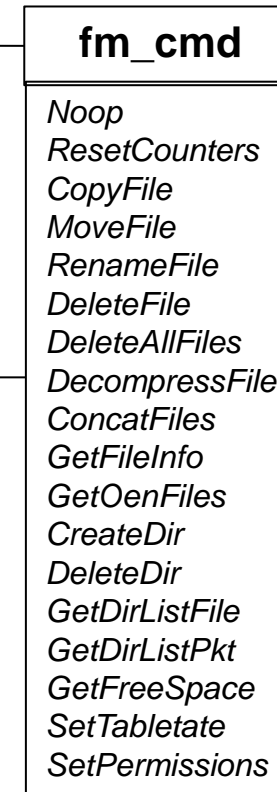 fm_cmd
Noop
ResetCounters
CopyFile
MoveFile
RenameFile
DeleteFile
DeleteAllFiles
DecompressFile
ConcatFiles
GetFileInfo
GetOenFiles
CreateDir
DeleteDir
GetDirListFile
GetDirListPkt
GetFreeSpace
SetTabletate
SetPermissions